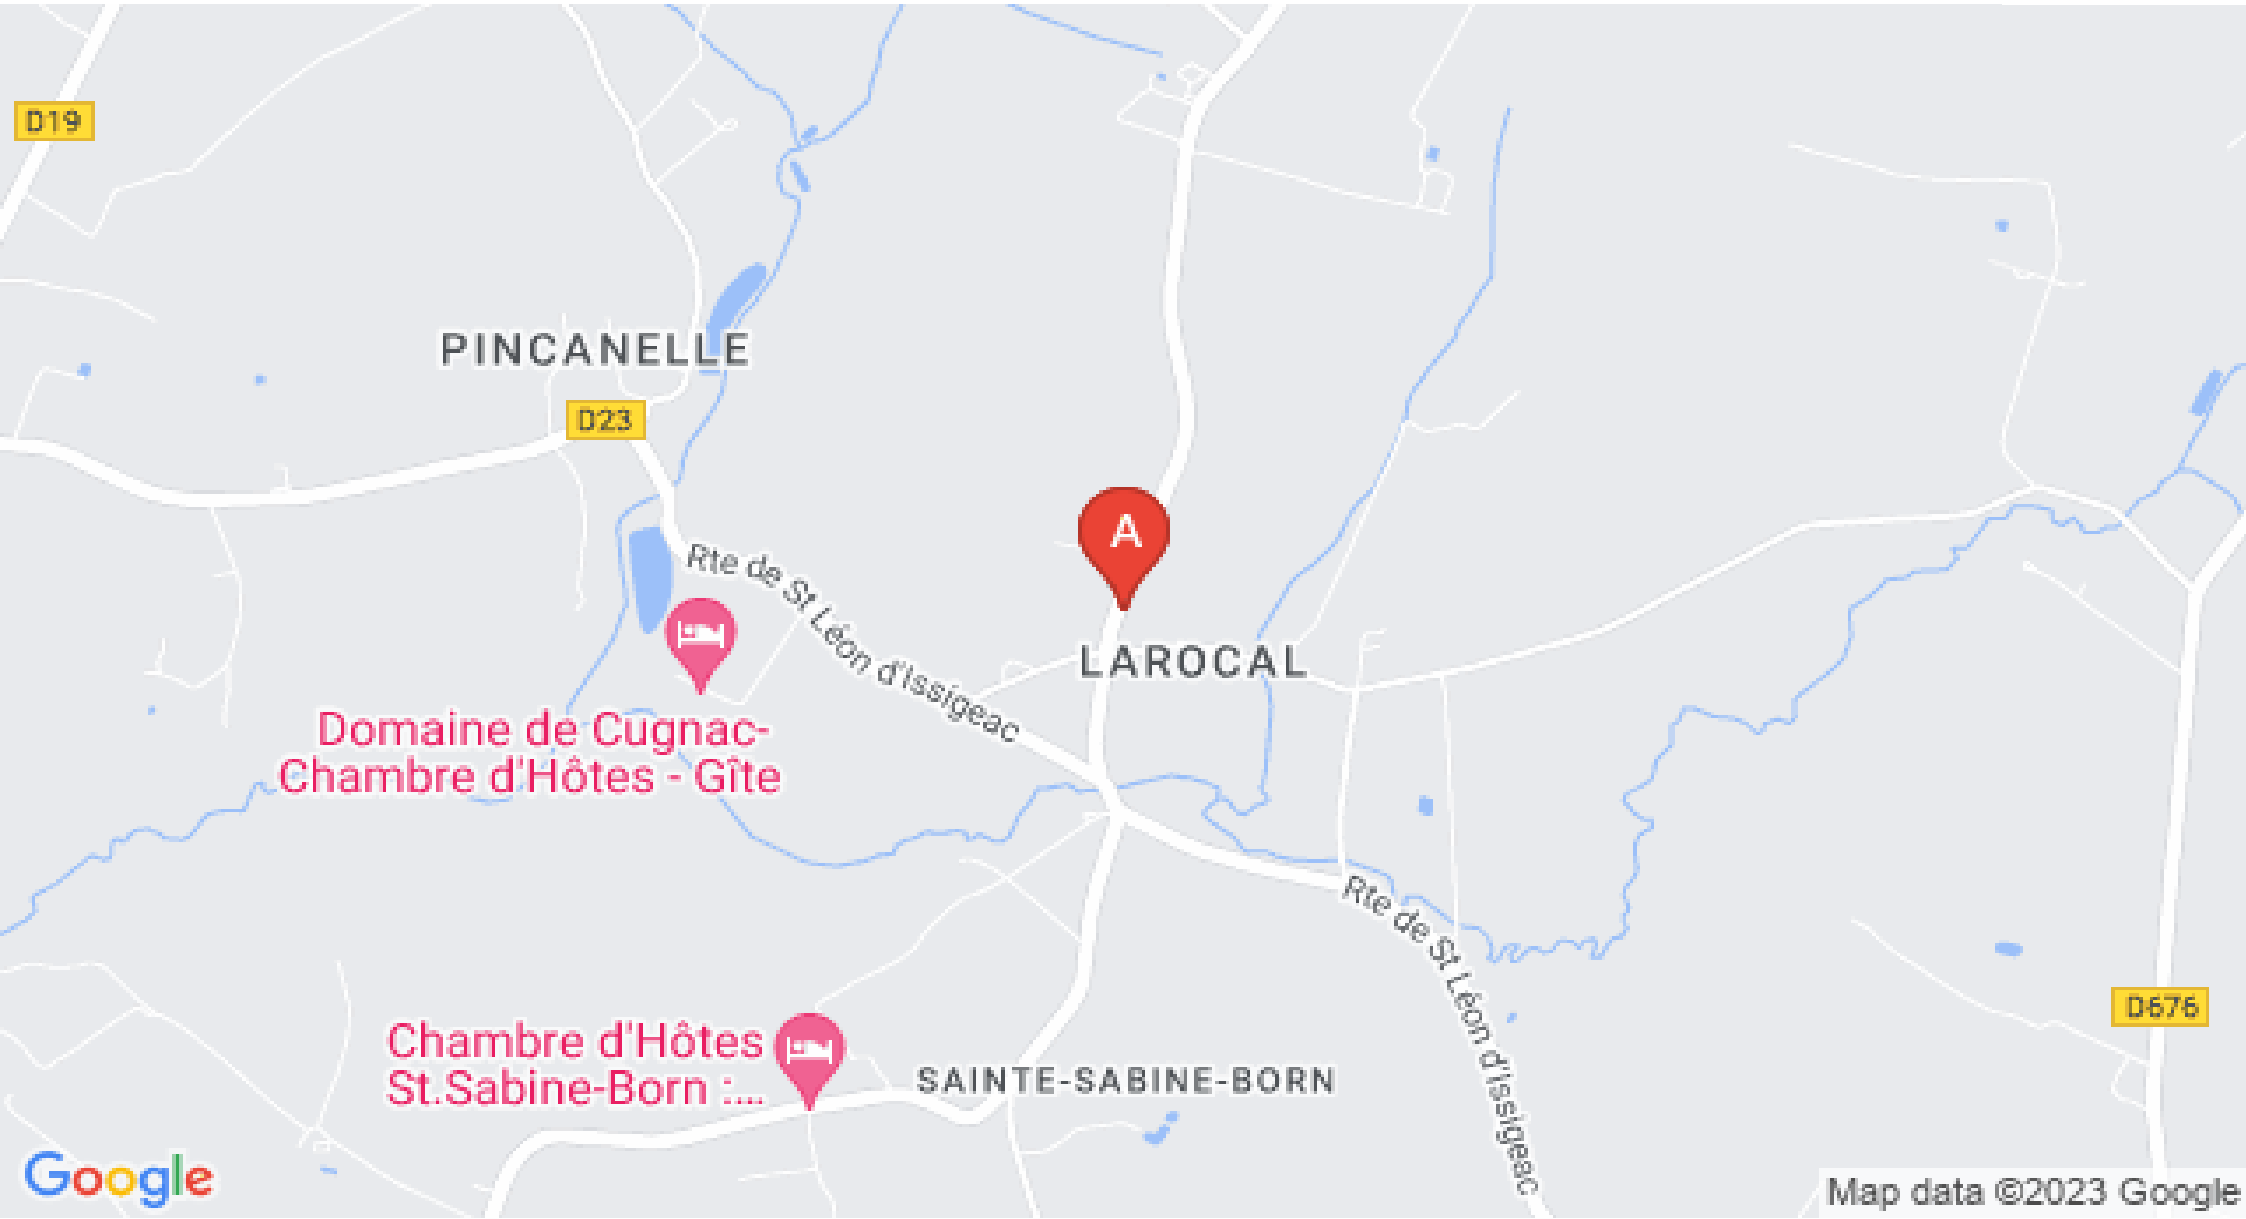 D19
PINCANELLE
D23
A
Rte de St Léon d'Issigeac
LAROCAL
Domaine de Cugnac-
Chambre d'Hôtes - Gîte
Rte de St Léon d'Issigeac
D676
Chambre d'Hôtes
St.Sabine-Born :...
SAINTE-SABINE-BORN
Google
Map data ©2023 Google